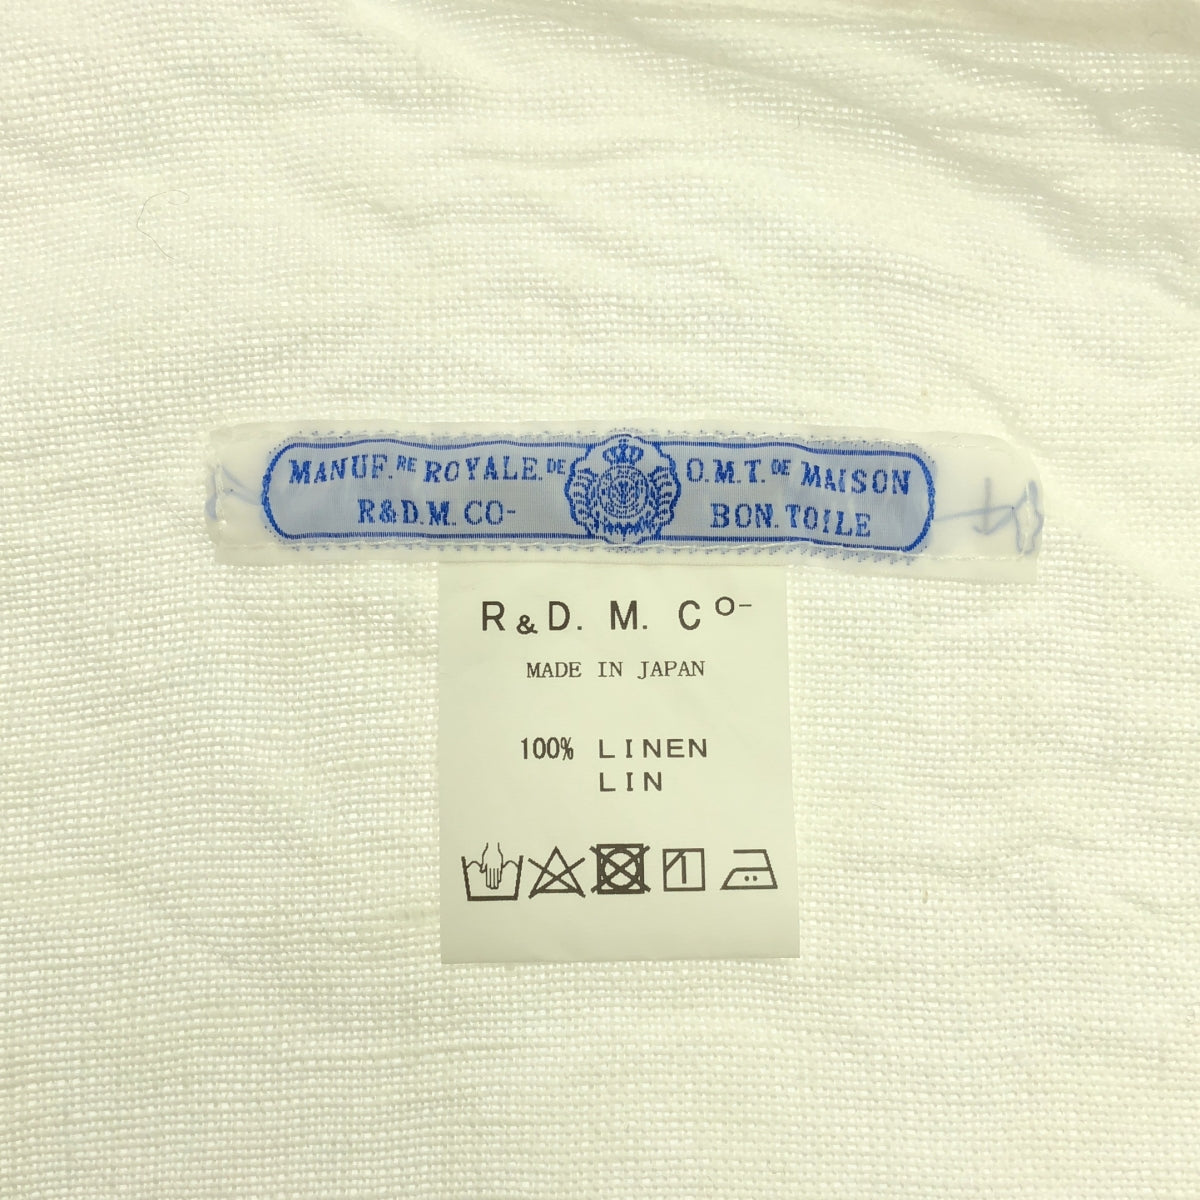 MANUF.RE ROYALE.DE O.M.T. DE MAISON
R&D.M.CO- BON.TOILE
R&D. M. CO-
MADE IN JAPAN
100% LINEN
LIN